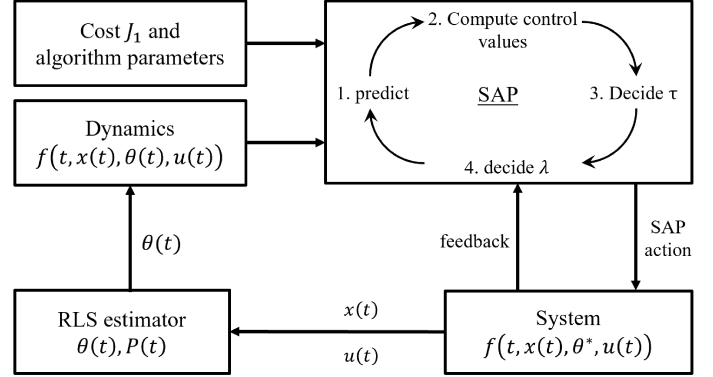 Cost J₁ and
algorithm parameters
2. Compute control
values
1. predict
SAP
3. Decide τ
4. decide λ
Dynamics
f(t, x(t), θ(t), u(t))
θ(t)
feedback
SAP
action
RLS estimator
θ(t), P(t)
x(t)
u(t)
System
f(t, x(t), θ*, u(t))